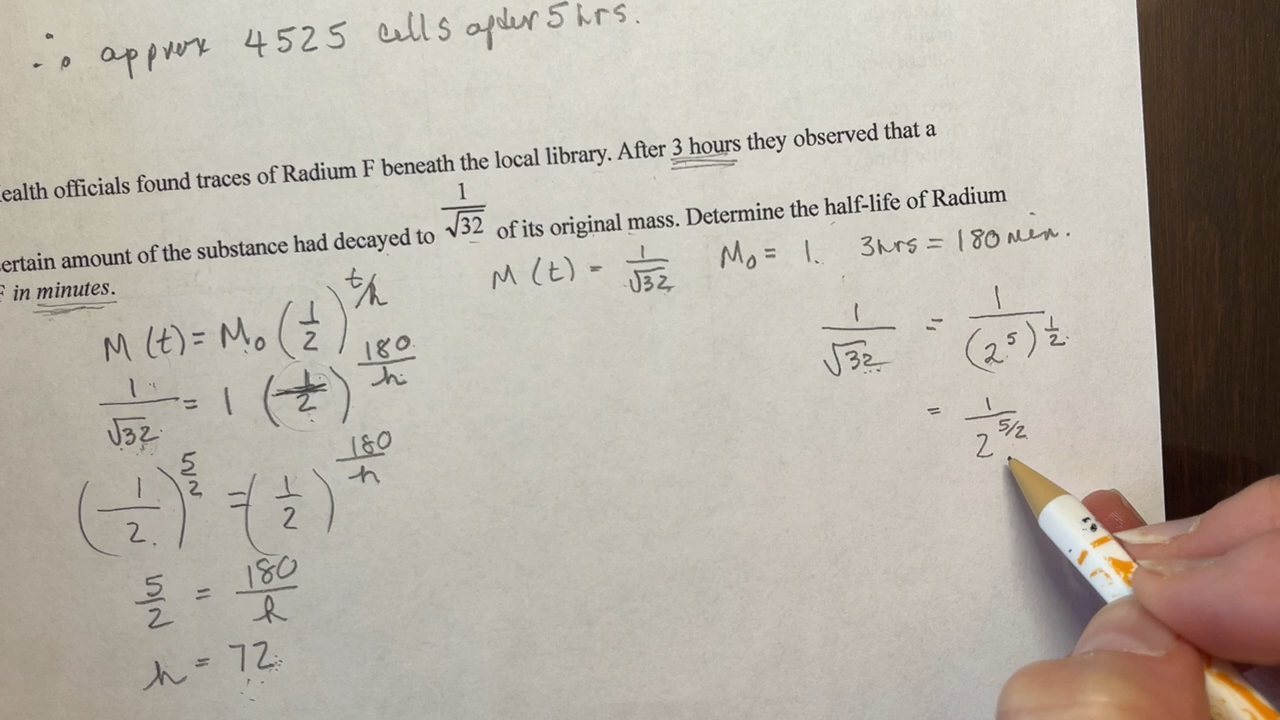 ∴ approx 4525 cells after 5 hrs.
ealth officials found traces of Radium F beneath the local library. After 3 hours they observed that a
ertain amount of the substance had decayed to 1/√32 of its original mass. Determine the half-life of Radium
F in minutes.
M(t) = 1/√32 M₀ = 1. 3hrs = 180 min.
M(t) = M₀ (1/2)^(t/h)
1/√32 = 1 (1/2)^(180/h)
(1/2)^(5/2) = (1/2)^(180/h)
5/2 = 180/h
h = 72
1/√32 = 1/(2⁵)^(1/2)
= 1/2^(5/2)